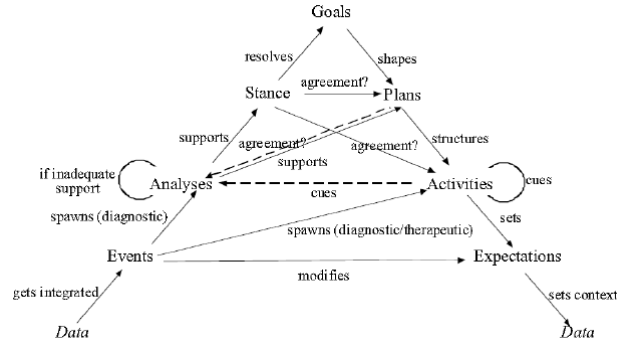 Goals
resolves
shapes
Stance
agreement?
Plans
supports
agreement?
agreement?
structures
supports
if inadequate
support
Analyses
cues
Activities
cues
spawns (diagnostic)
sets
spawns (diagnostic/therapeutic)
Events
modifies
Expectations
gets integrated
sets context
Data
Data